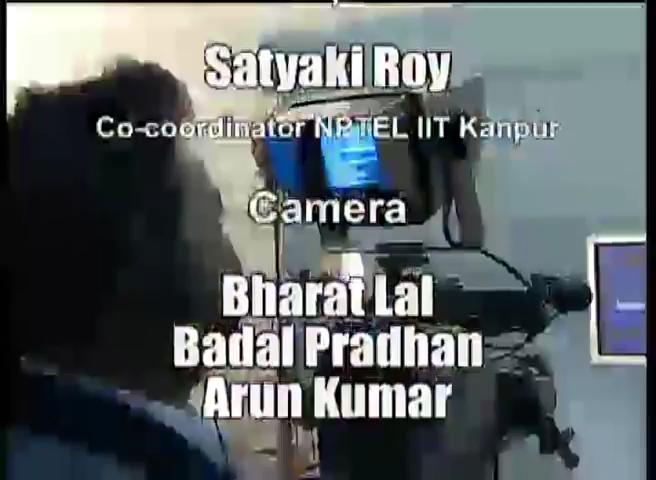 Satyaki Roy
Co-coordinator NPTEL IIT Kanpur
Camera
Bharat Lal
Badal Pradhan
Arun Kumar